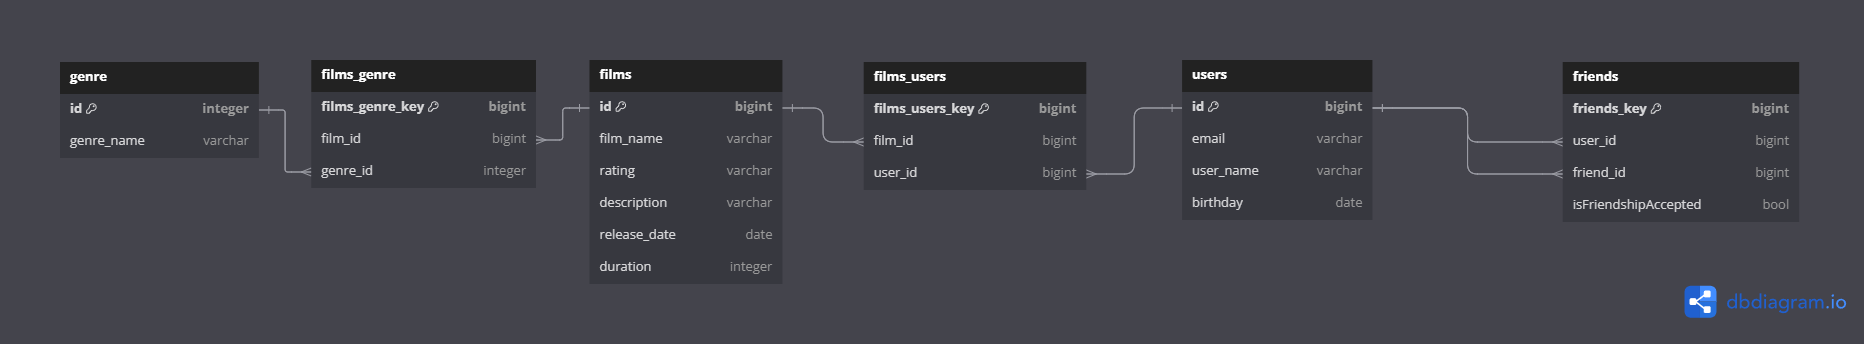 genre
id integer
genre_name varchar
films_genre
films_genre_key bigint
film_id bigint
genre_id integer
films
id bigint
film_name varchar
rating varchar
description varchar
release_date date
duration integer
films_users
films_users_key bigint
film_id bigint
user_id bigint
users
id bigint
email varchar
user_name varchar
birthday date
friends
friends_key bigint
user_id bigint
friend_id bigint
isFriendshipAccepted bool
dbdiagram.io